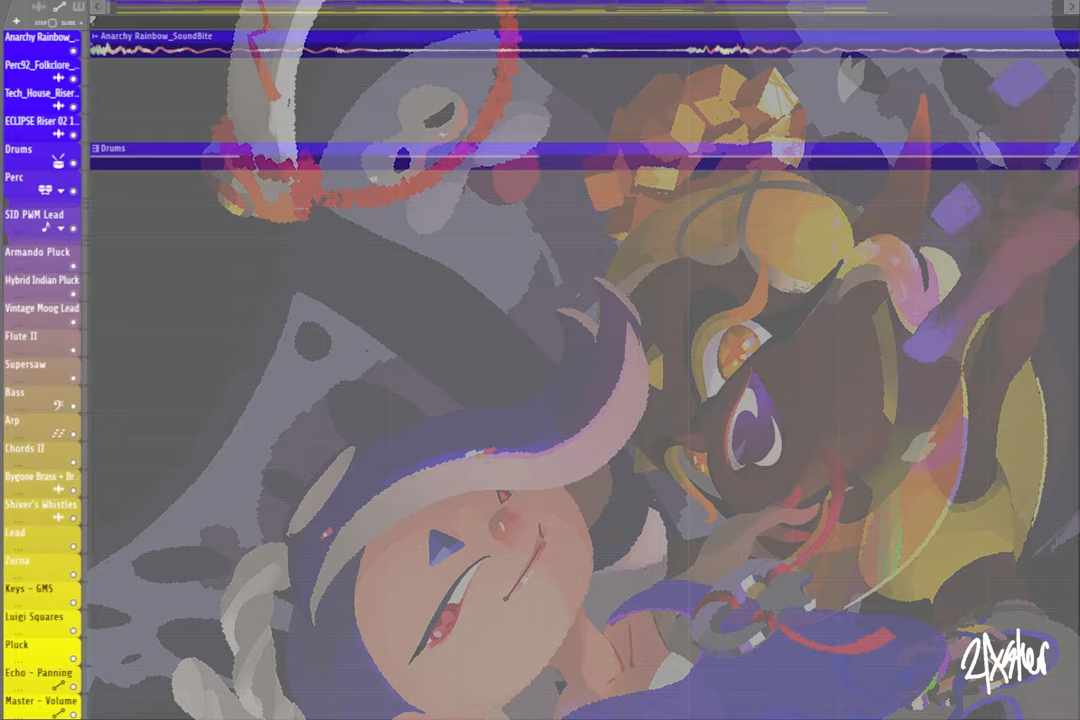 STEP SLIDE
Anarchy Rainbow_..
Anarchy Rainbow_SoundBite
Perc92_Folkclore_..
Tech_House_Riser..
ECLIPSE Riser 02 1..
Drums
Drums
Perc
SID PWM Lead
Armando Pluck
Hybrid Indian Pluck
Vintage Moog Lead
Flute II
Supersaw
Bass
Arp
Chords II
Bygone Brass + Br..
Shiver's Whistles
Lead
Zurna
Keys - GMS
Luigi Squares
Pluck
Echo - Panning
Master - Volume